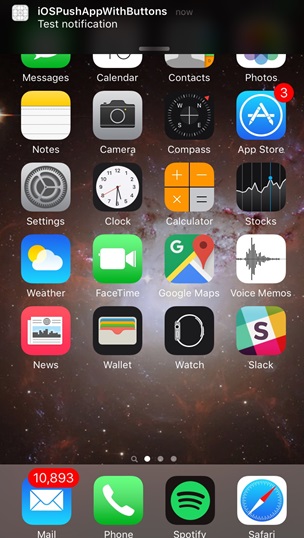 iOSPushAppWithButtons now
Test notification
Messages Calendar Contacts Photos
3
Notes Camera Compass App Store
Settings Clock Calculator Stocks
Weather FaceTime Google Maps Voice Memos
News Wallet Watch Slack
10,893
Mail Phone Spotify Safari